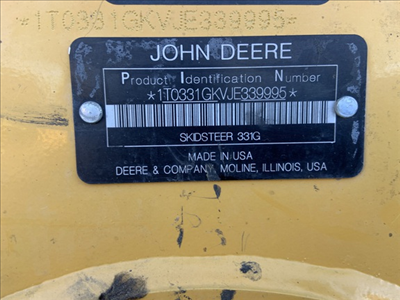 *1T0331GKVJE339995*
JOHN DEERE
Product Identification Number
*1T0331GKVJE339995*
SKIDSTEER 331G
MADE IN USA
DEERE & COMPANY, MOLINE, ILLINOIS, USA